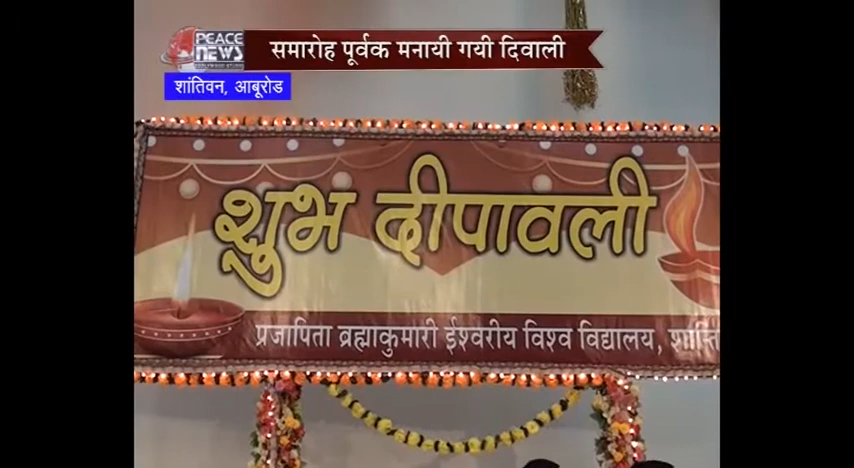 PEACE
NEWS
समारोह पूर्वक मनायी गयी दिवाली
शांतिवन, आबूरोड
शुभ दीपावली
प्रजापिता ब्रह्माकुमारी ईश्वरीय विश्व विद्यालय, शान्ति